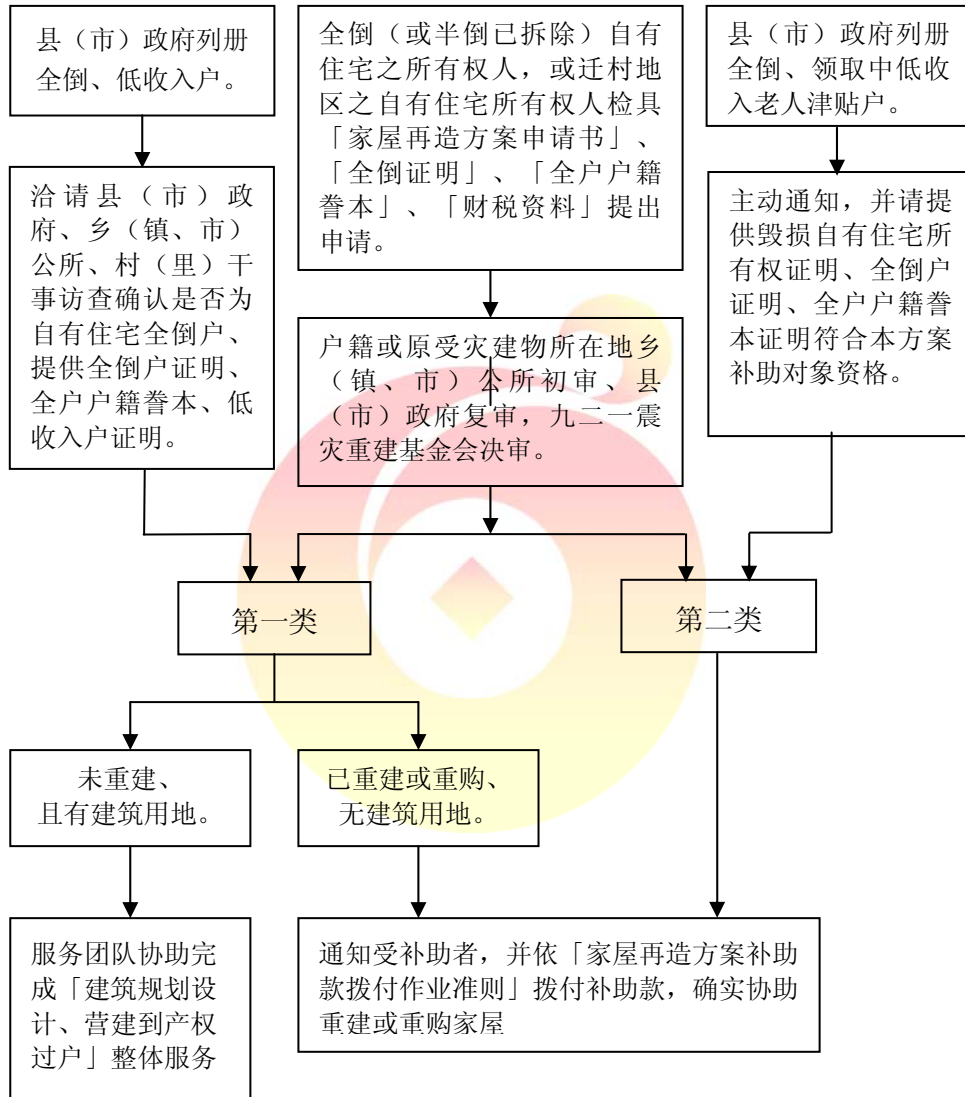 县（市）政府列册
全倒、低收入户。
全倒（或半倒已拆除）自有
住宅之所有权人，或迁村地
区之自有住宅所有权人检具
「家屋再造方案申请书」、
「全倒证明」、「全户户籍
誊本」、「财税资料」提出
申请。
县（市）政府列册
全倒、领取中低收
入老人津贴户。
洽请县（市）政
府、乡（镇、市）
公所、村（里）干
事访查确认是否为
自有住宅全倒户、
提供全倒户证明、
全户户籍誊本、低
收入户证明。
户籍或原受灾建物所在地乡
（镇、市）公所初审、县
（市）政府复审，九二一震
灾重建基金会决审。
主动通知，并请提
供毁损自有住宅所
有权证明、全倒户
证明、全户户籍誊
本证明符合本方案
补助对象资格。
第一类
第二类
未重建、
且有建筑用地。
已重建或重购、
无建筑用地。
服务团队协助完
成「建筑规划设
计、营建到产权
过户」整体服务
通知受补助者，并依「家屋再造方案补助
款拨付作业准则」拨付补助款，确实协助
重建或重购家屋